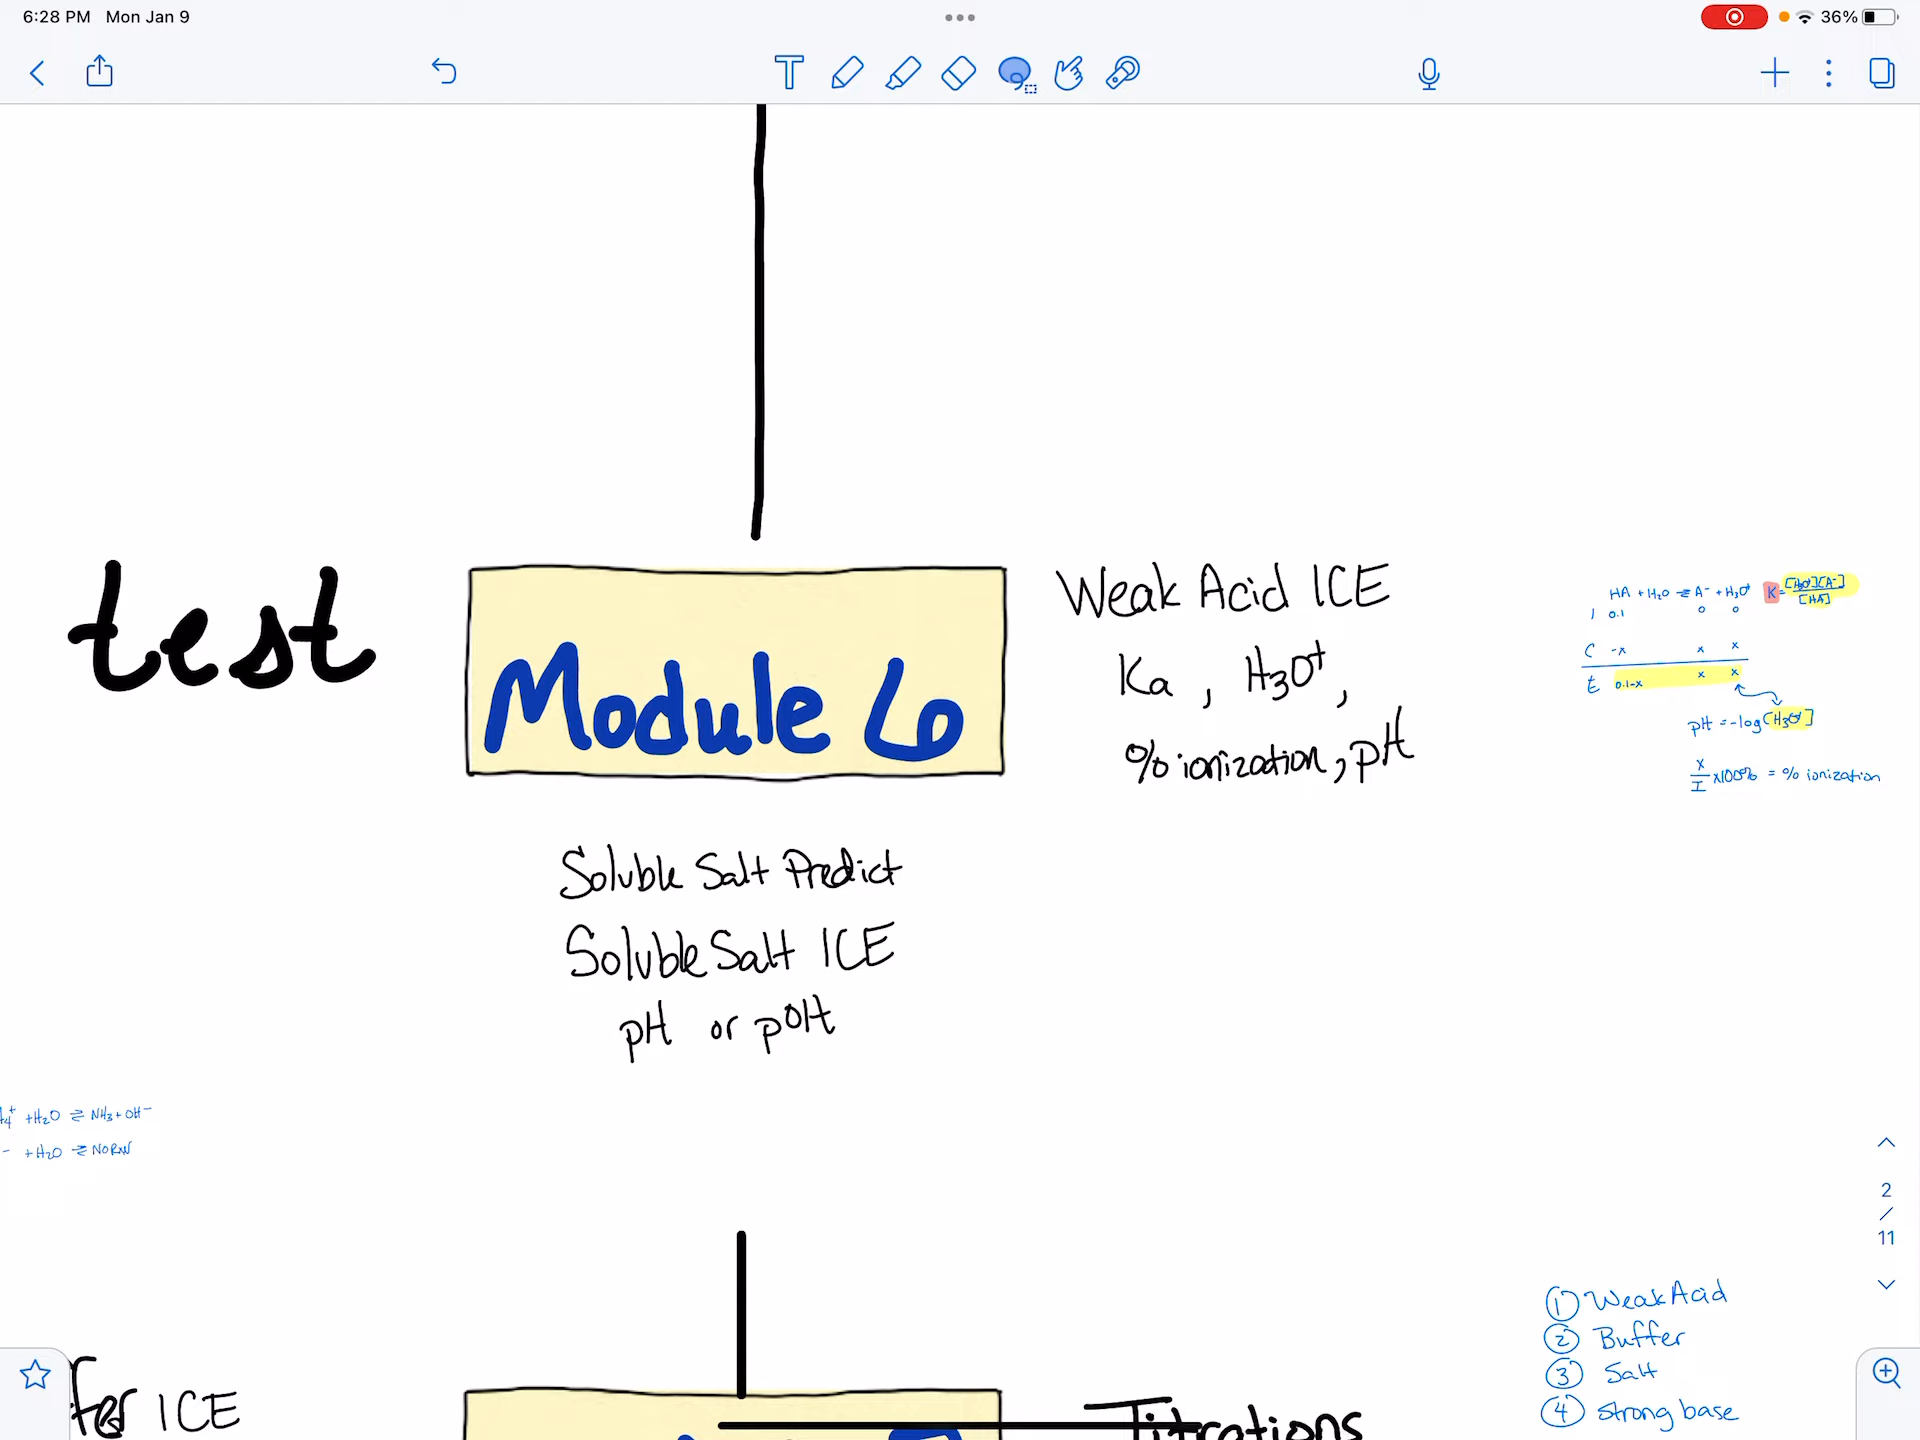 6:28 PM Mon Jan 9
36%
test
Module 6
Weak Acid ICE
Ka, H3O+,
% ionization, pH
HA + H2O ⇌ A- + H3O+ K = [H3O+][A-]
[HA]
I 0.1 0 0
C -x x x
E 0.1-x x x
pH = -log[H3O+]
x
I x100% = % ionization
Soluble Salt Predict
Soluble Salt ICE
pH or pOH
4+ + H2O ⇌ NH3 + OH-
- + H2O ⇌ NORXN
2
/
11
① Weak Acid
② Buffer
③ Salt
④ strong base
fer ICE
Titrations